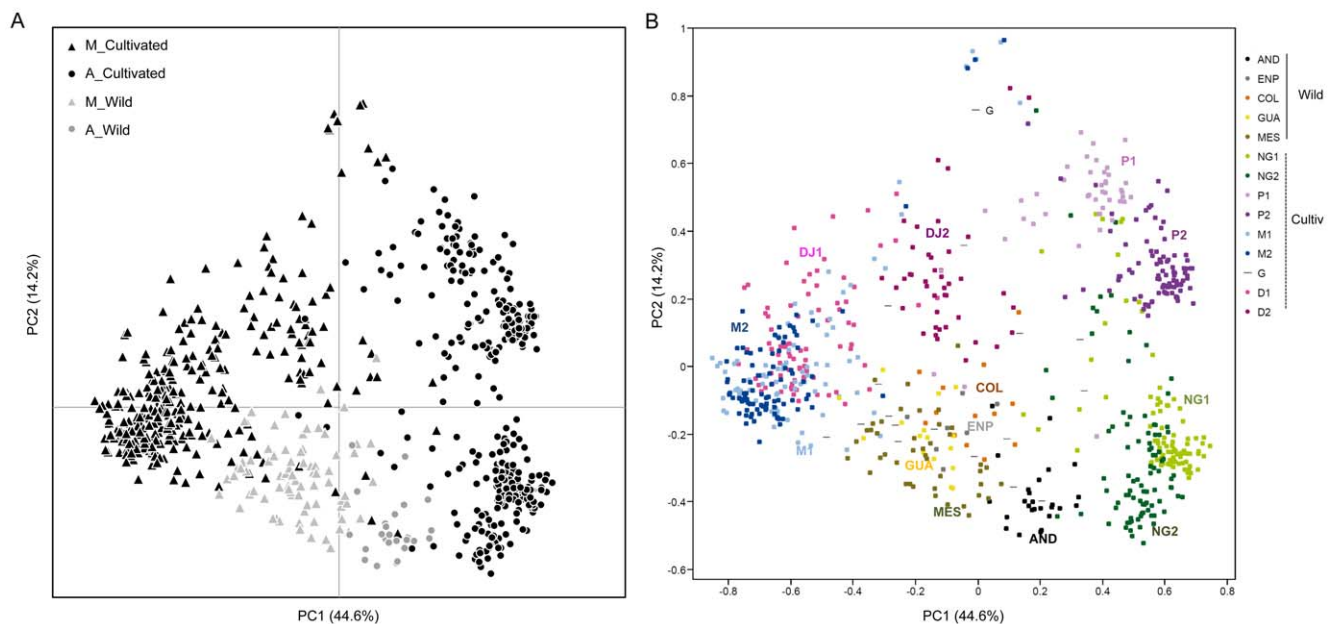 A
M_Cultivated
A_Cultivated
M_Wild
A_Wild
PC2 (14.2%)
PC1 (44.6%)
B
1
0.8
0.6
0.4
0.2
0
-0.2
-0.4
-0.6
-0.8
-0.6
-0.4
-0.2
0
0.2
0.4
0.6
0.8
PC2 (14.2%)
PC1 (44.6%)
G
P1
P2
DJ2
DJ1
M2
COL
ENP
NG1
M1
GUA
MES
NG2
AND
AND
ENP
COL
GUA
MES
NG1
NG2
P1
P2
M1
M2
G
D1
D2
Wild
Cultiv